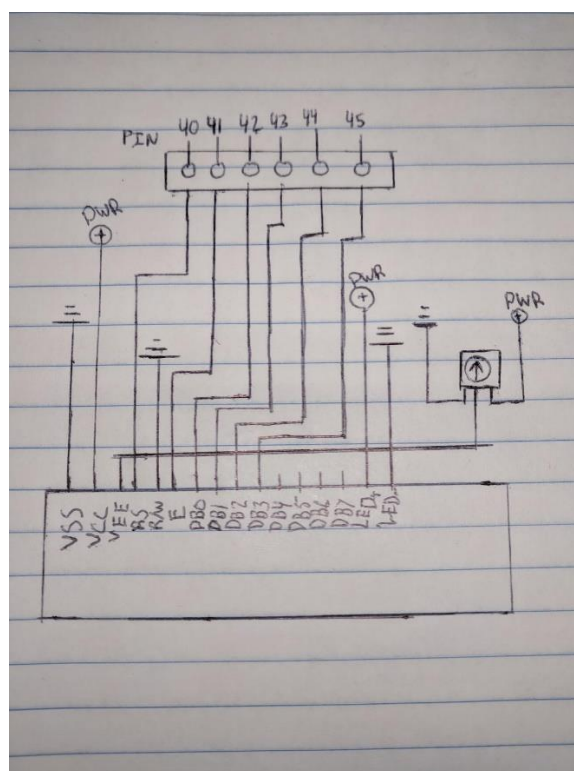 PIN 40 41 42 43 44 45
PWR
PWR
PWR
VSS
VCC
VEE
RS
R/W
E
DB0
DB1
DB2
DB3
DB4
DB5
DB6
DB7
LED+
LED-